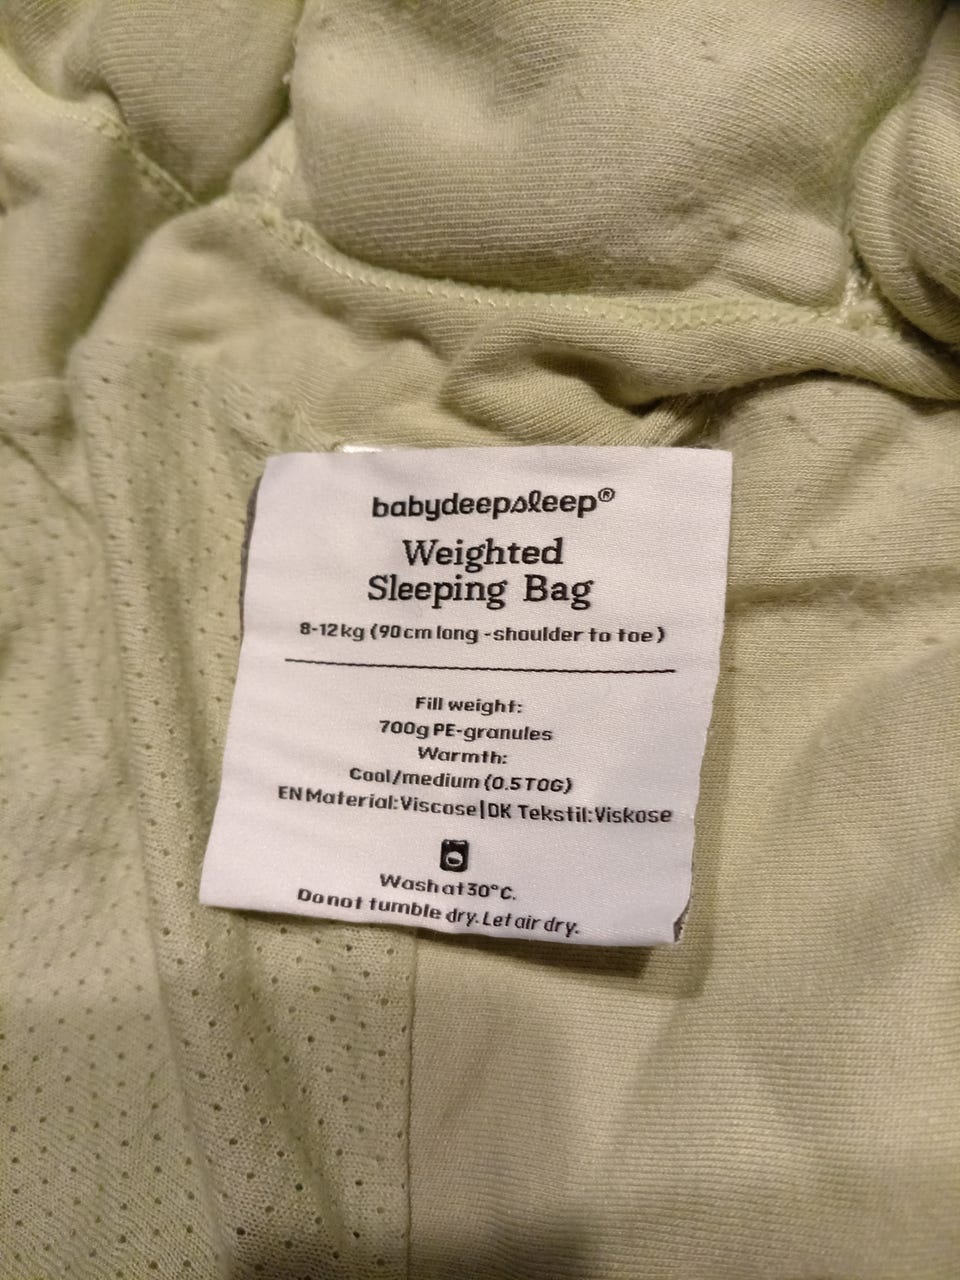 babydeepsleep®
Weighted
Sleeping Bag
8-12kg (90cm long -shoulder to toe)
Fill weight:
700g PE-granules
Warmth:
Cool/medium (0.5TOG)
EN Material:Viscose|DK Tekstil:Viskose
Wash at 30°C.
Do not tumble dry. Let air dry.